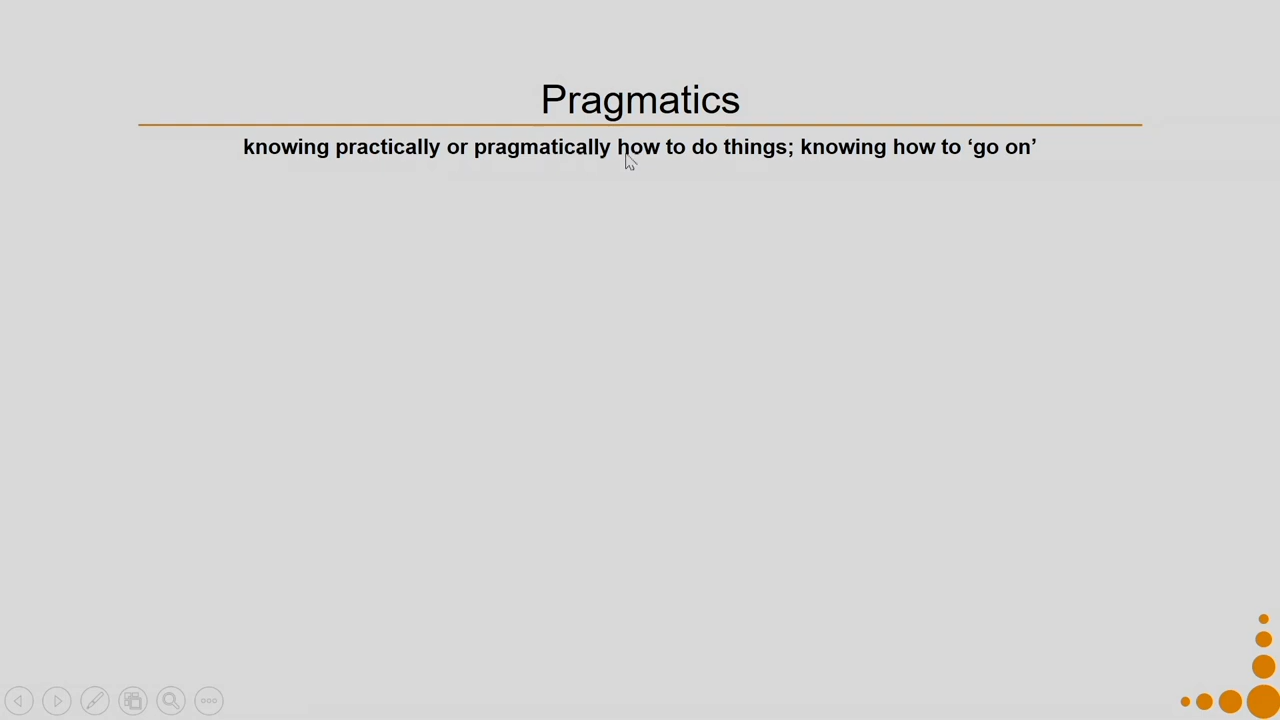 Pragmatics
knowing practically or pragmatically how to do things; knowing how to ‘go on’